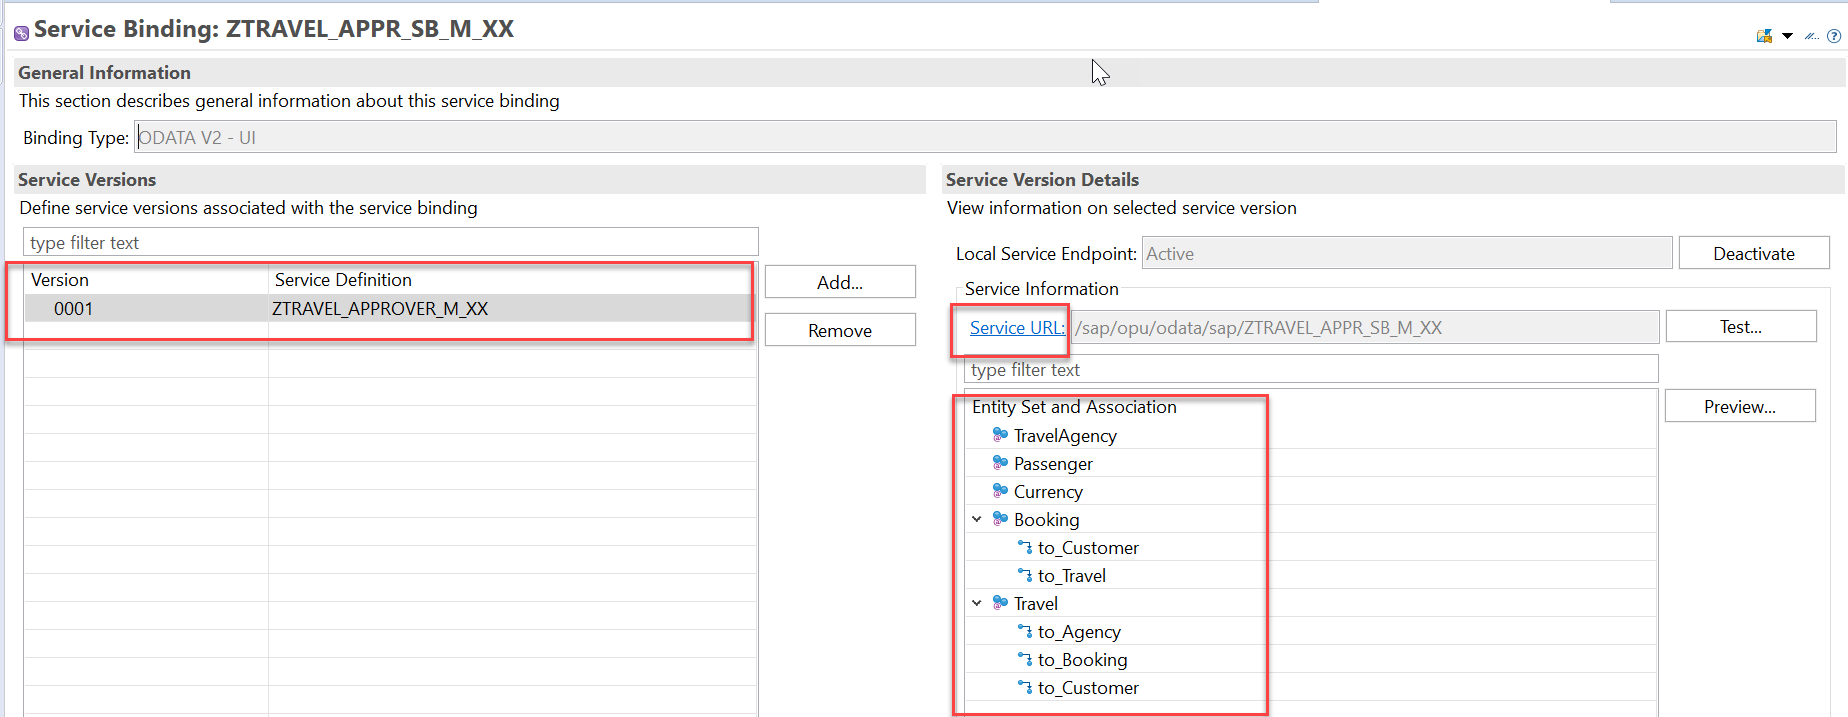 Service Binding: ZTRAVEL_APPR_SB_M_XX
General Information
This section describes general information about this service binding
Binding Type: ODATA V2 - UI
Service Versions
Define service versions associated with the service binding
type filter text
Version Service Definition
0001 ZTRAVEL_APPROVER_M_XX
Add...
Remove
Service Version Details
View information on selected service version
Local Service Endpoint: Active Deactivate
Service Information
Service URL: /sap/opu/odata/sap/ZTRAVEL_APPR_SB_M_XX Test...
type filter text
Entity Set and Association Preview...
TravelAgency
Passenger
Currency
Booking
to_Customer
to_Travel
Travel
to_Agency
to_Booking
to_Customer